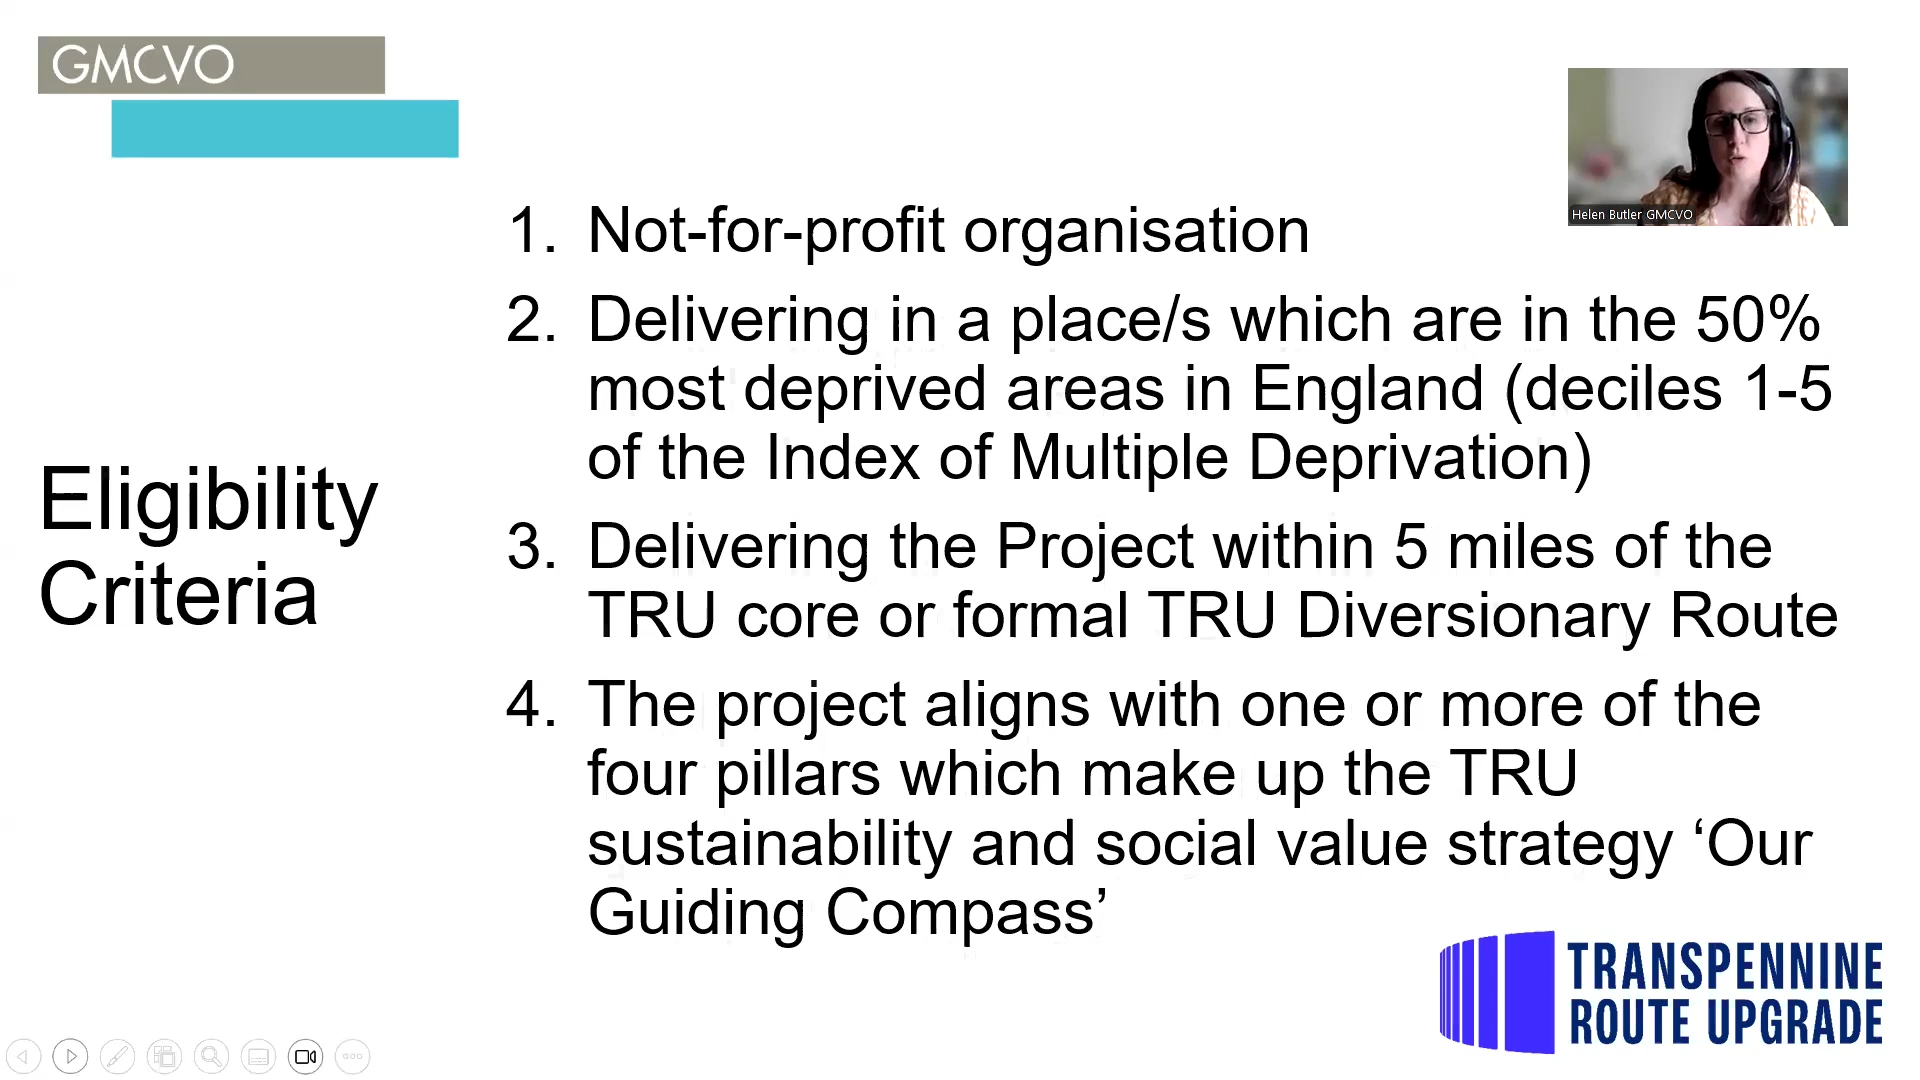 GMCVO
Helen Butler GMCVO
Eligibility
Criteria
1. Not-for-profit organisation
2. Delivering in a place/s which are in the 50%
most deprived areas in England (deciles 1-5
of the Index of Multiple Deprivation)
3. Delivering the Project within 5 miles of the
TRU core or formal TRU Diversionary Route
4. The project aligns with one or more of the
four pillars which make up the TRU
sustainability and social value strategy ‘Our
Guiding Compass’
TRANSPENNINE
ROUTE UPGRADE